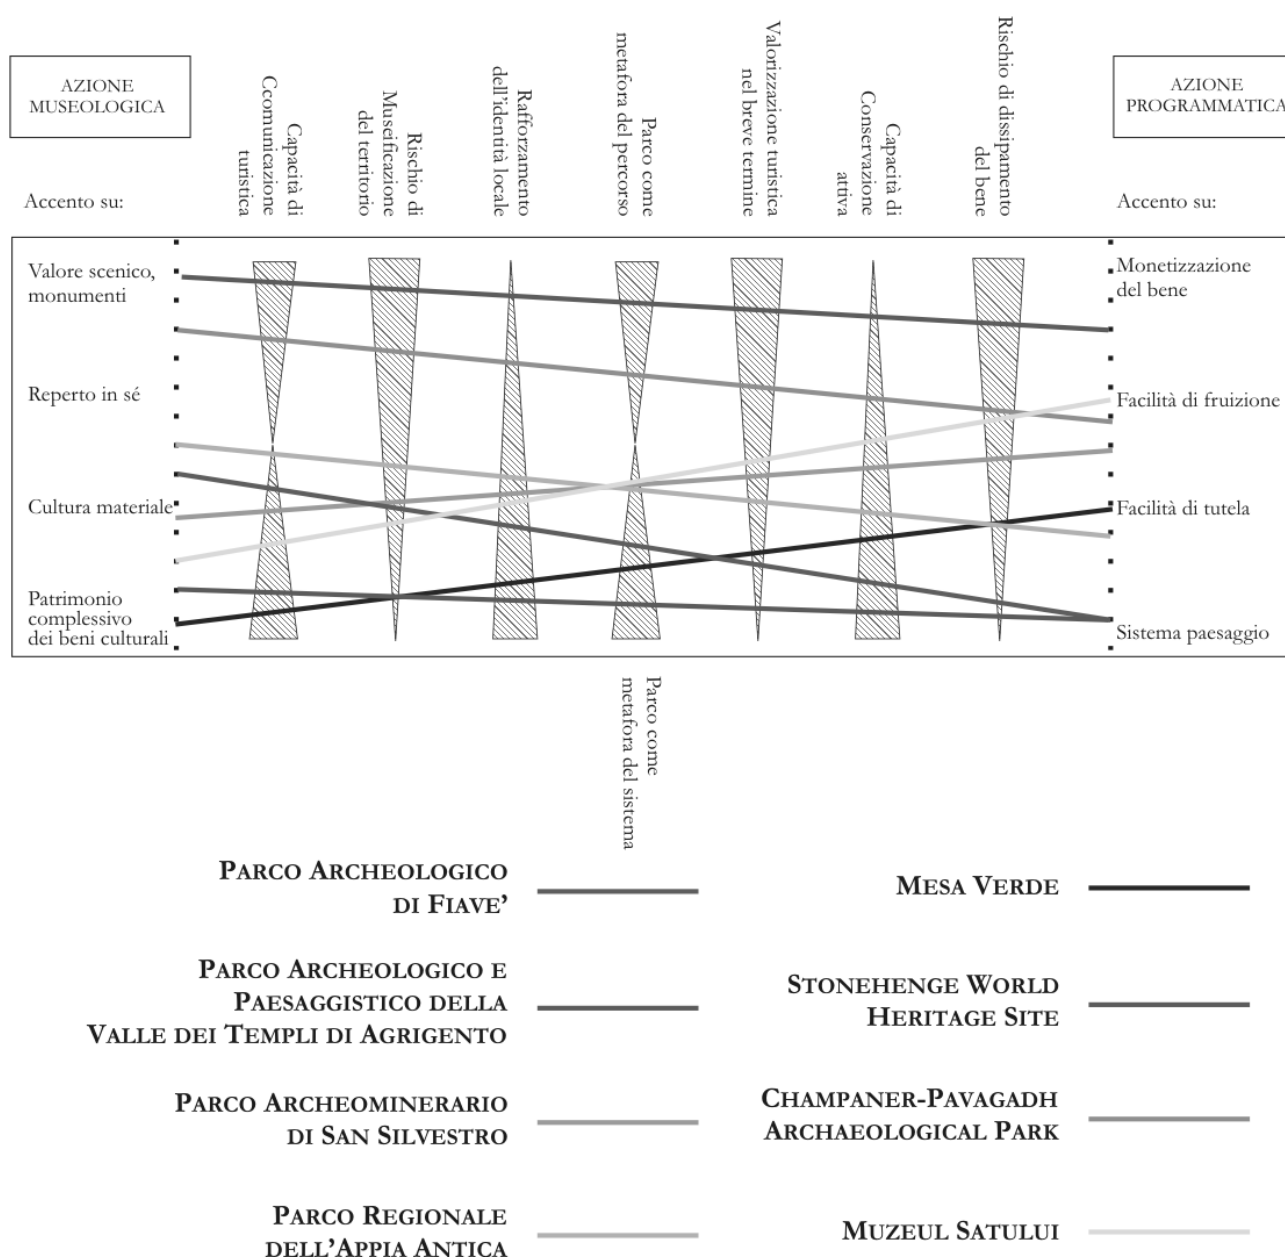 AZIONE
MUSEOLOGICA
Accento su:
Capacità di
Ccomunicazione
turistica
Rischio di
Museificazione
del territorio
Rafforzamento
dell'identità locale
Parco come
metafora del percorso
Valorizzazione turistica
nel breve termine
Capacità di
Conservazione
attiva
Rischio di dissipamento
del bene
AZIONE
PROGRAMMATICA
Accento su:
Valore scenico,
monumenti
Reperto in sé
Cultura materiale
Patrimonio
complessivo
dei beni culturali
Monetizzazione
del bene
Facilità di fruizione
Facilità di tutela
Sistema paesaggio
Parco come
metafora del sistema
PARCO ARCHEOLOGICO
DI FIAVE'
PARCO ARCHEOLOGICO E
PAESAGGISTICO DELLA
VALLE DEI TEMPLI DI AGRIGENTO
PARCO ARCHEOMINERARIO
DI SAN SILVESTRO
PARCO REGIONALE
DELL'APPIA ANTICA
MESA VERDE
STONEHENGE WORLD
HERITAGE SITE
CHAMPANER-PAVAGADH
ARCHAEOLOGICAL PARK
MUZEUL SATULUI